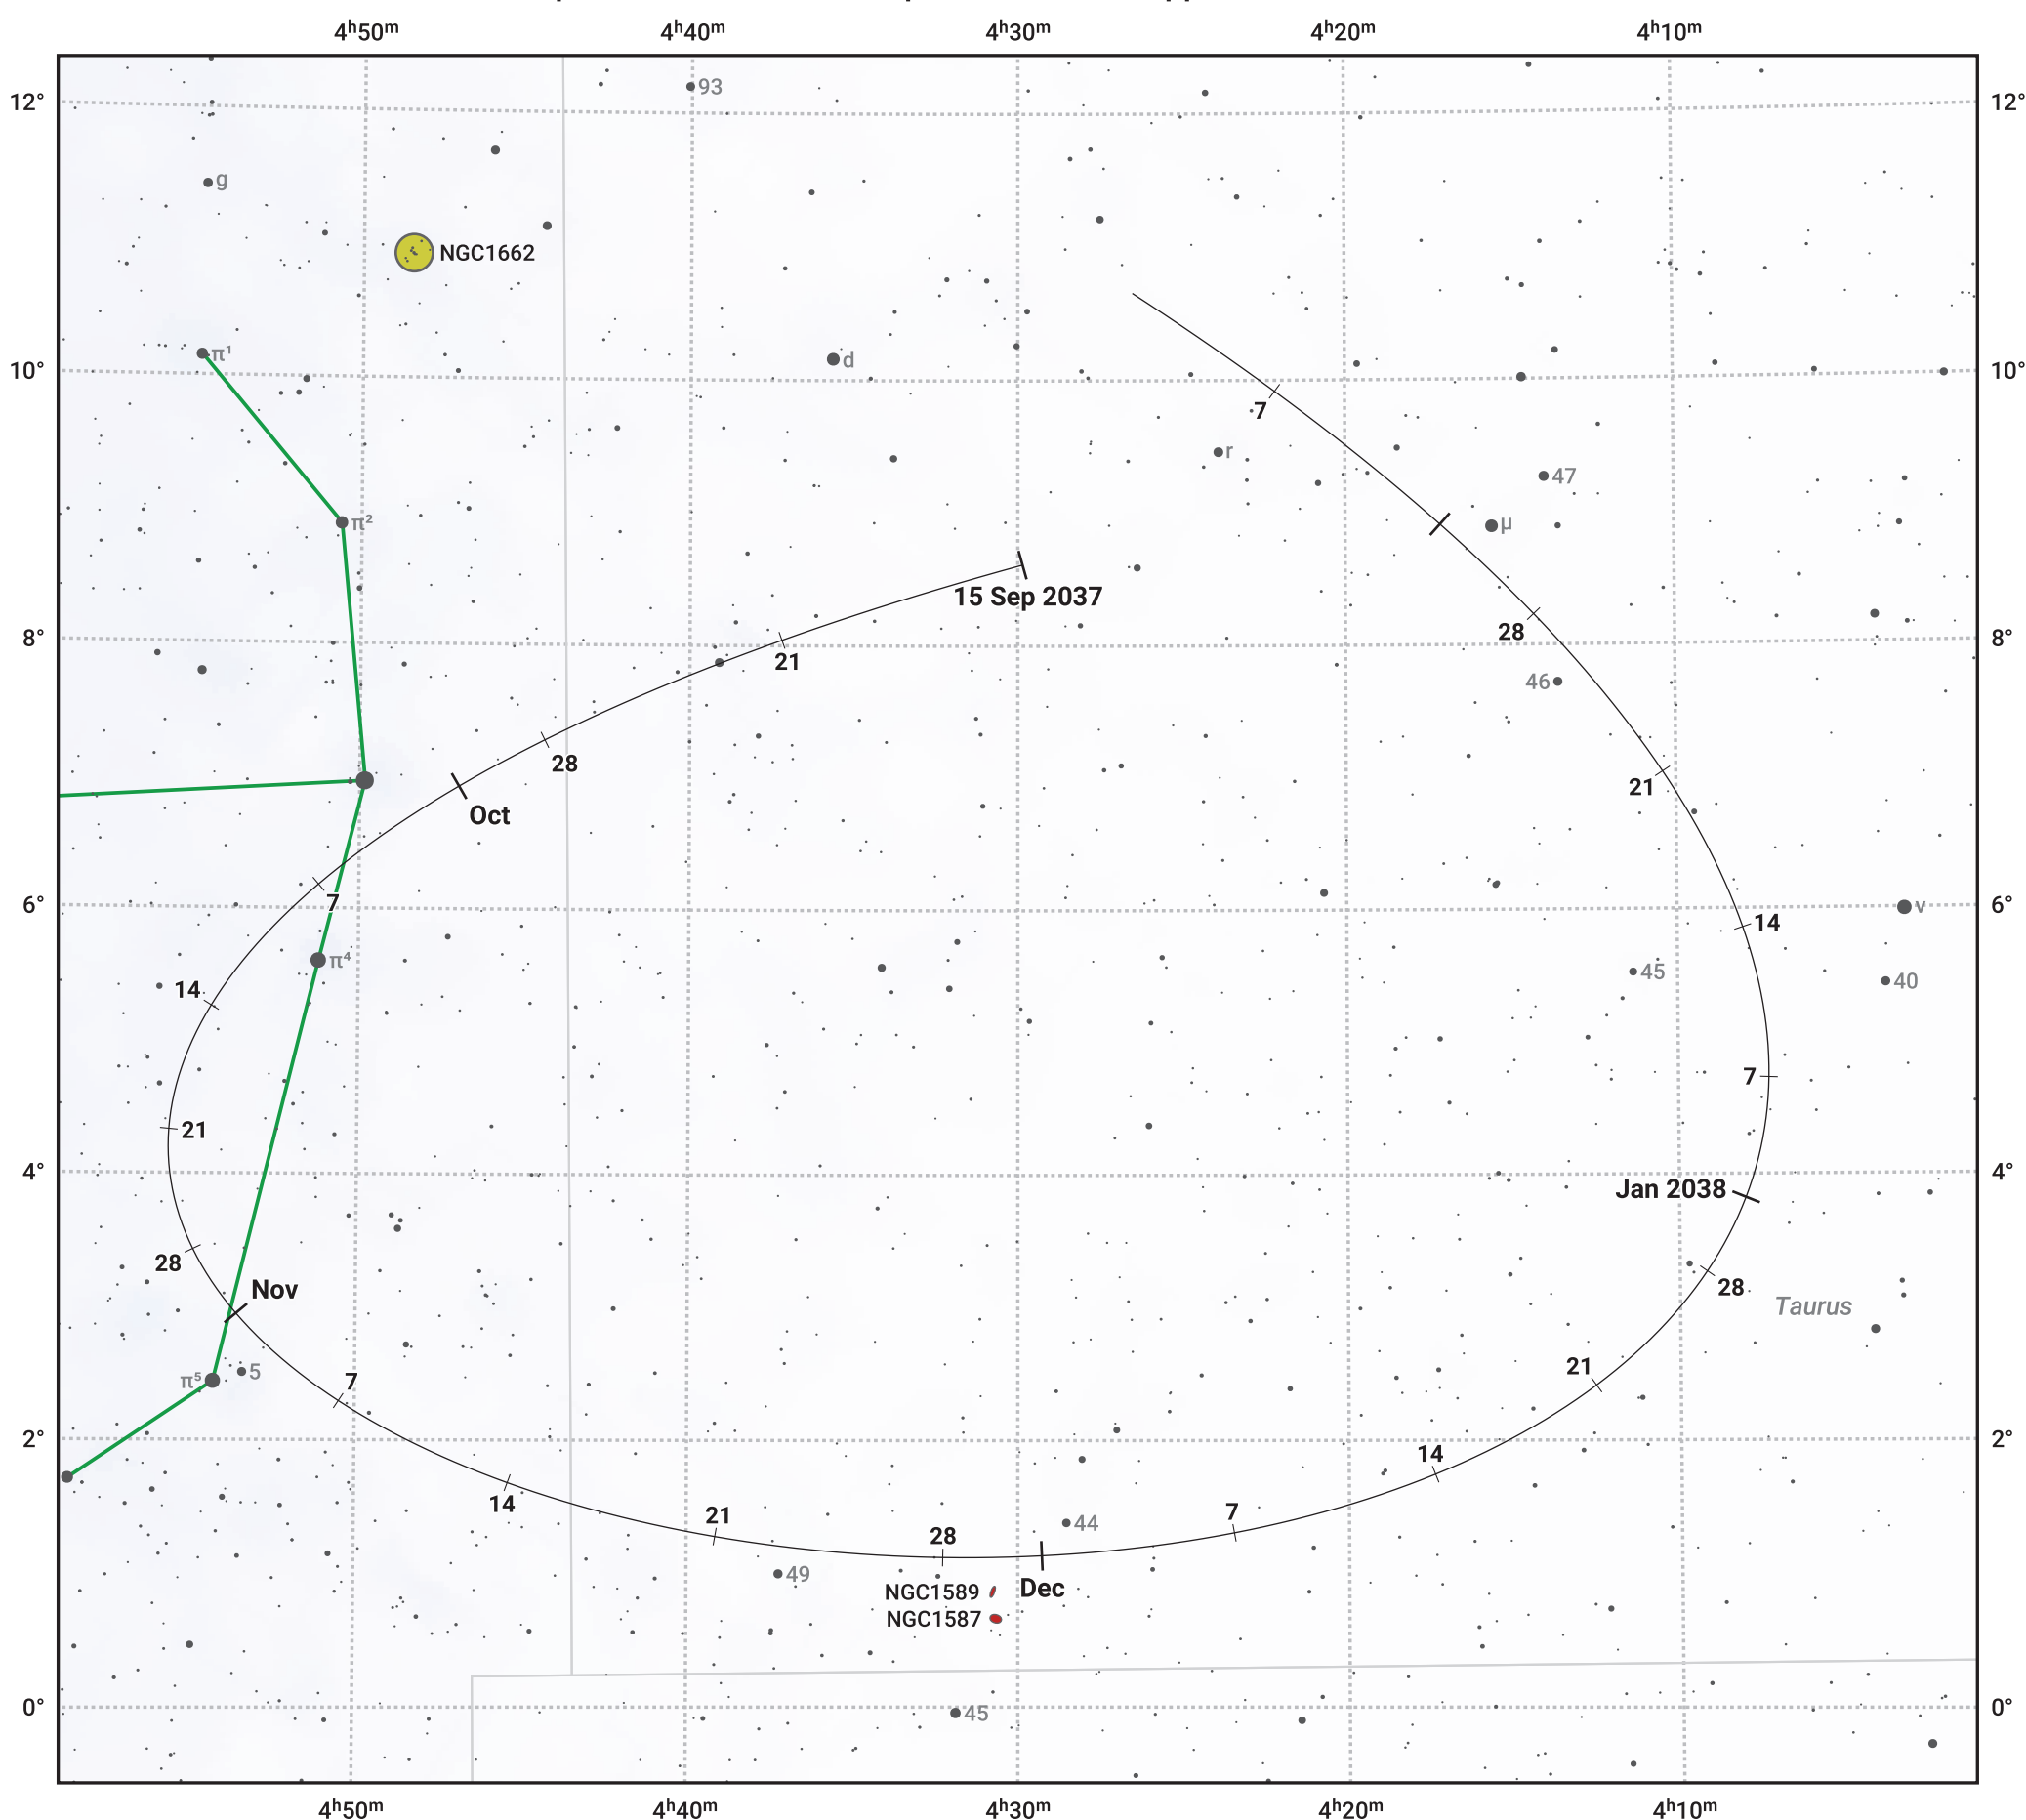 4ʰ50ᵐ 4ʰ40ᵐ 4ʰ30ᵐ 4ʰ20ᵐ 4ʰ10ᵐ
93
12° 12°
g
NGC1662
π¹
d
10° 10°
7
r
47
π² μ
15 Sep 2037
28
8° 8°
21
46
28
21
Oct
7
6° 6°
ν
14
π⁴
45
40
14
7
21
4° 4°
Jan 2038
28
Nov
28
Taurus
5
π⁵
7
21
2° 2°
14
14
21
7
44
28
49
Dec
NGC1589
NGC1587
0° 0°
45
4ʰ50ᵐ 4ʰ40ᵐ 4ʰ30ᵐ 4ʰ20ᵐ 4ʰ10ᵐ